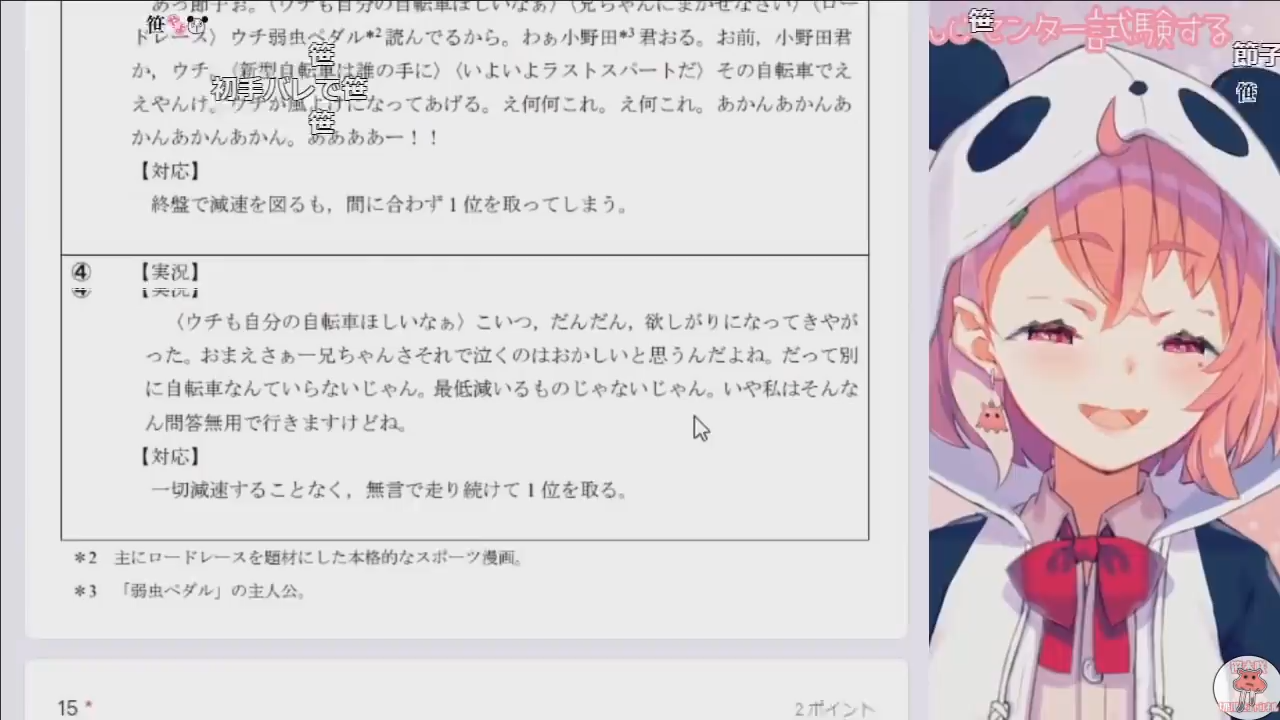 あっ節子お。〈ウチも自分の自転車ほしいなぁ〉〈兄ちゃんにまかせなさい〉〈ロー
ドレース〉ウチ弱虫ペダル*2読んでるから。わぁ小野田*3君おる。お前，小野田君
か，ウチ。〈新型自転車は誰の手に〉〈いよいよラストスパートだ〉その自転車でえ
えやんけ。ウチが風よけになってあげる。え何何これ。え何これ。あかんあかんあ
かんあかんあかん。ああああー！！
【対応】
終盤で減速を図るも，間に合わず1位を取ってしまう。
④ 【実況】
④ 【実況】
〈ウチも自分の自転車ほしいなぁ〉こいつ，だんだん，欲しがりになってきやが
った。おまえさぁー兄ちゃんさそれで泣くのはおかしいと思うんだよね。だって別
に自転車なんていらないじゃん。最低減いるものじゃないじゃん。いや私はそんな
ん問答無用で行きますけどね。
【対応】
一切減速することなく，無言で走り続けて1位を取る。
*2 主にロードレースを題材にした本格的なスポーツ漫画。
*3 「弱虫ペダル」の主人公。
15 *
2 ポイント
笹
笹
初手バレで笹
笹
笹
センター試験する
節子
笹